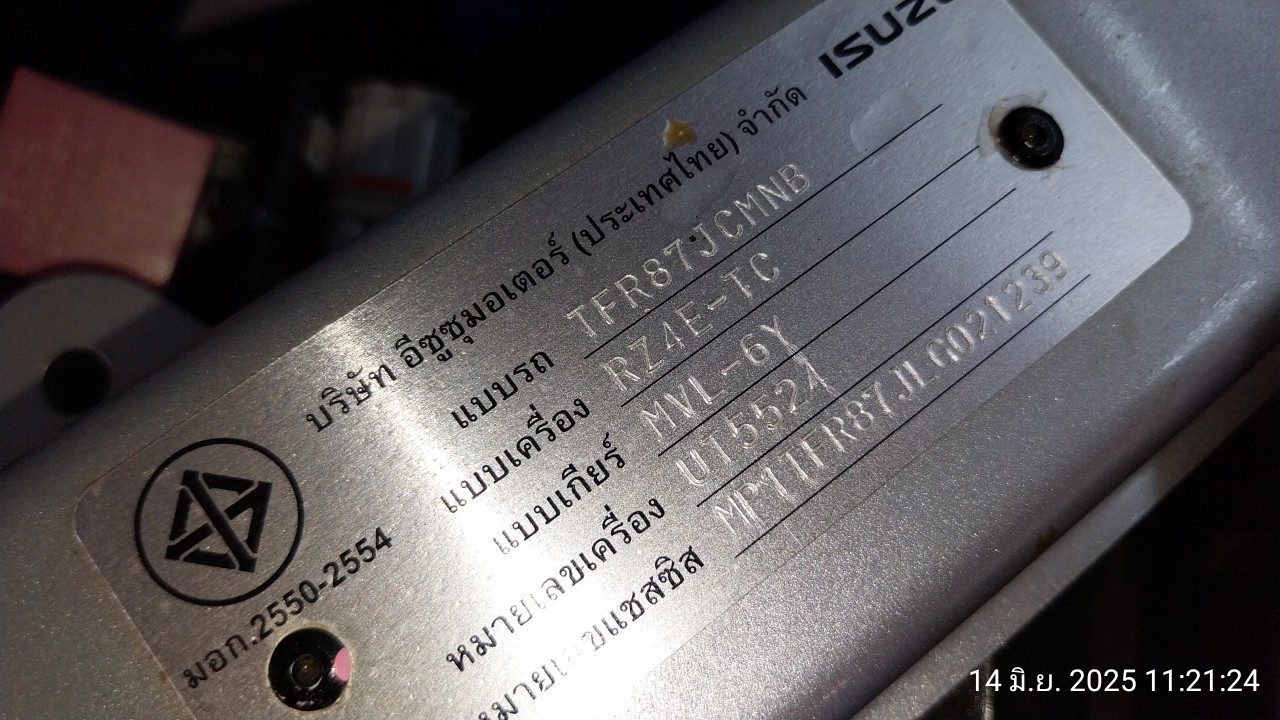 ISUZU
บริษัท อีซูซุมอเตอร์ (ประเทศไทย) จำกัด
แบบรถ TFR87JCMNB
แบบเครื่อง RZ4E-TC
แบบเกียร์ MVL-6Y
หมายเลขเครื่อง UT5524
หมายเลขแชสซิส MP1TFR87JLG021239
มอก.2550-2554
14 มิ.ย. 2025 11:21:24